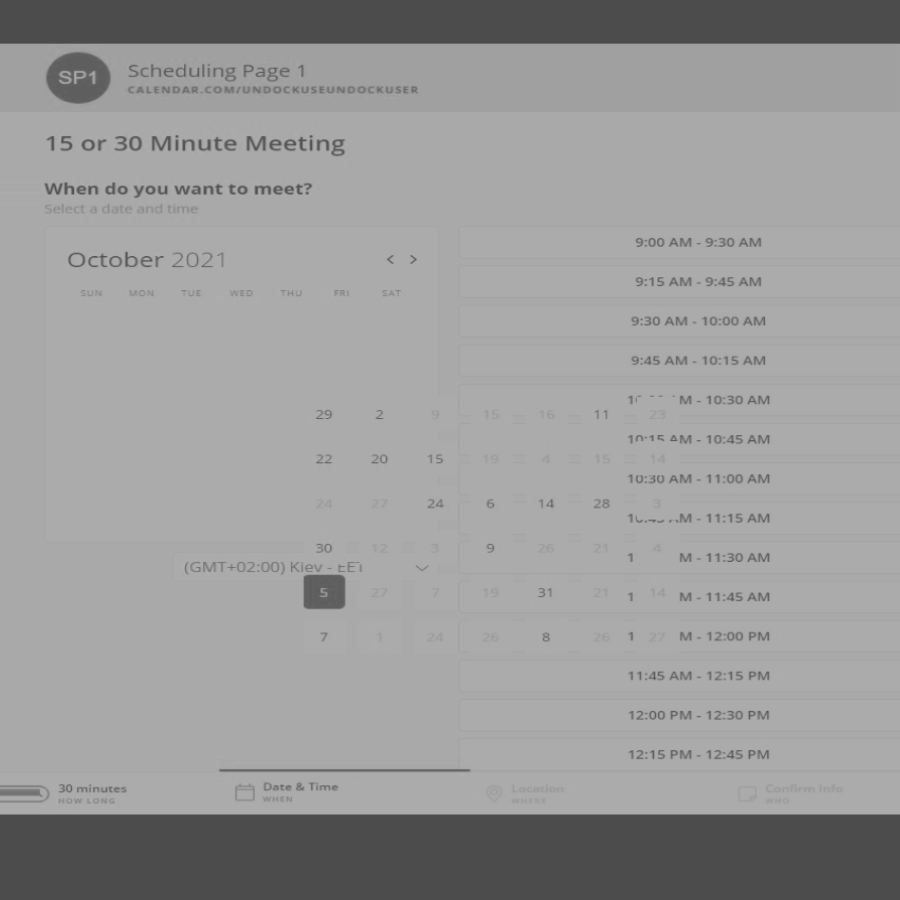 SP1
Scheduling Page 1
CALENDAR.COM/UNDOCKUSEUNDOCKUSER
15 or 30 Minute Meeting
When do you want to meet?
Select a date and time
October 2021
SUN MON TUE WED THU FRI SAT
29 2 9 15 16 11 23
22 20 15 19 4 15 14
24 27 24 6 14 28 3
30 12 3 9 26 21 4
5 27 7 19 31 21 14
7 1 24 26 8 26 27
(GMT+02:00) Kiev - EET
9:00 AM - 9:30 AM
9:15 AM - 9:45 AM
9:30 AM - 10:00 AM
9:45 AM - 10:15 AM
M - 10:30 AM
10:15 AM - 10:45 AM
10:30 AM - 11:00 AM
10:45 AM - 11:15 AM
1 M - 11:30 AM
1 M - 11:45 AM
1 M - 12:00 PM
11:45 AM - 12:15 PM
12:00 PM - 12:30 PM
12:15 PM - 12:45 PM
30 minutes
HOW LONG
Date & Time
WHEN
Location
WHERE
Confirm Info
WHO